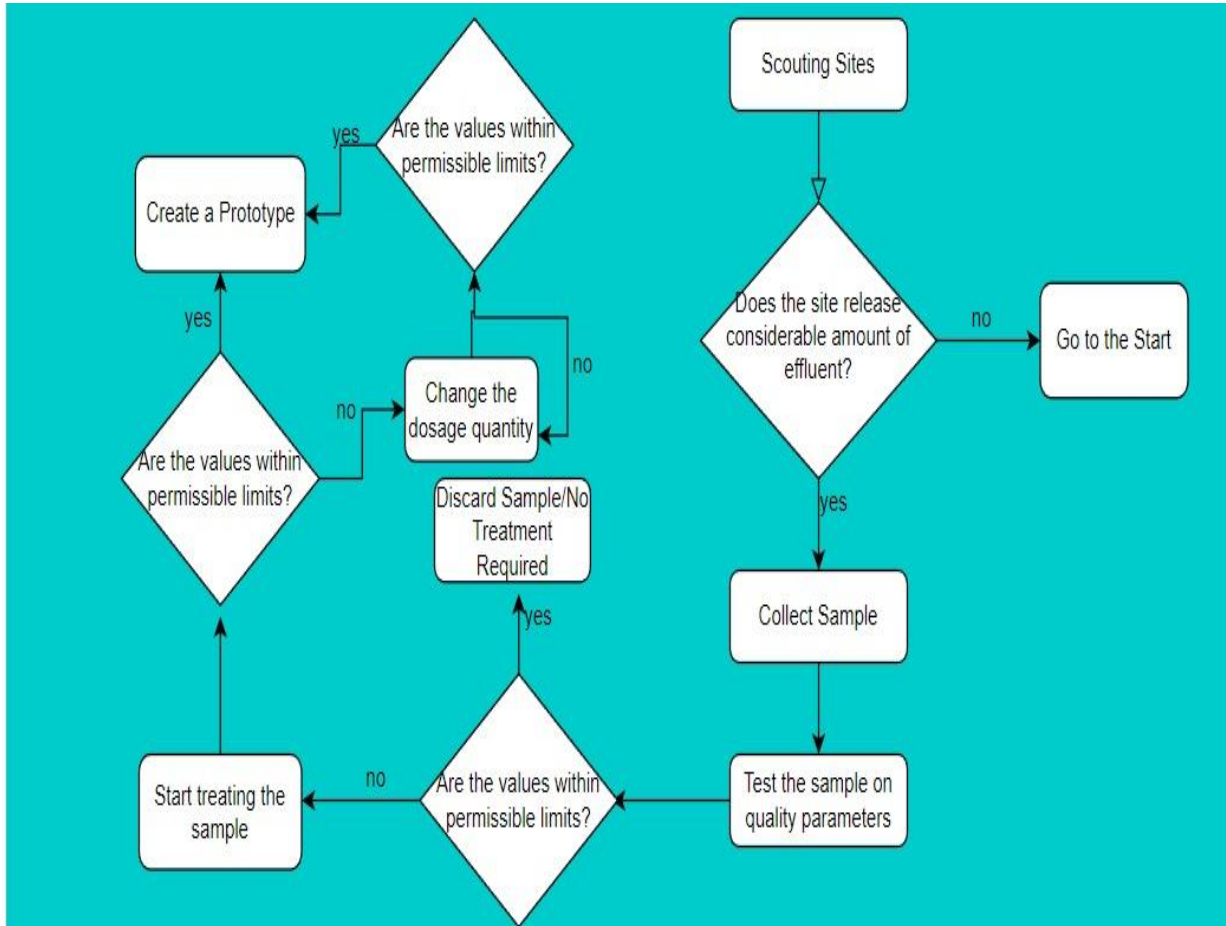 Scouting Sites
Does the site release
considerable amount of
effluent?
no
Go to the Start
yes
Collect Sample
Test the sample on
quality parameters
Are the values within
permissible limits?
yes
Discard Sample/No
Treatment
Required
no
Start treating the
sample
Are the values within
permissible limits?
yes
no
Change the
dosage quantity
no
Are the values within
permissible limits?
yes
Create a Prototype